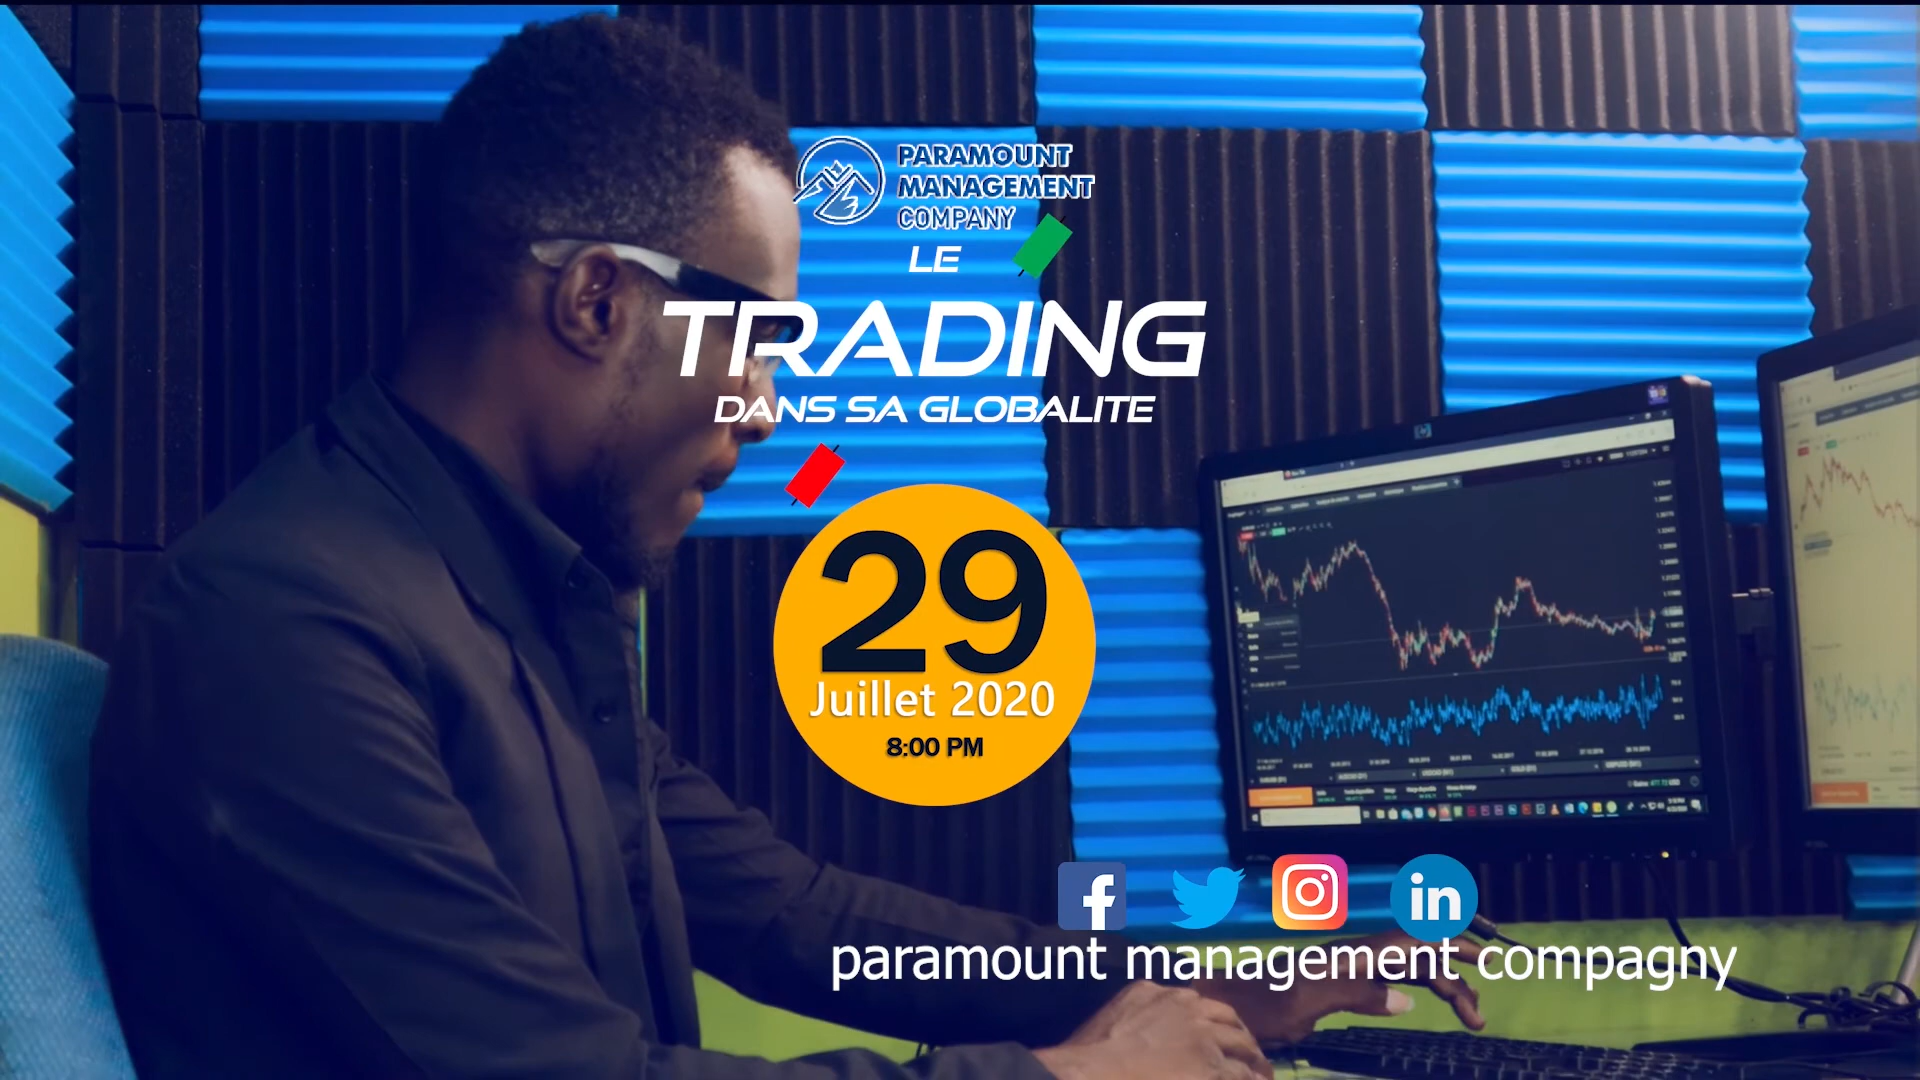 PARAMOUNT
MANAGEMENT
COMPANY
LE
TRADING
DANS SA GLOBALITE
29
Juillet 2020
8:00 PM
paramount management compagny